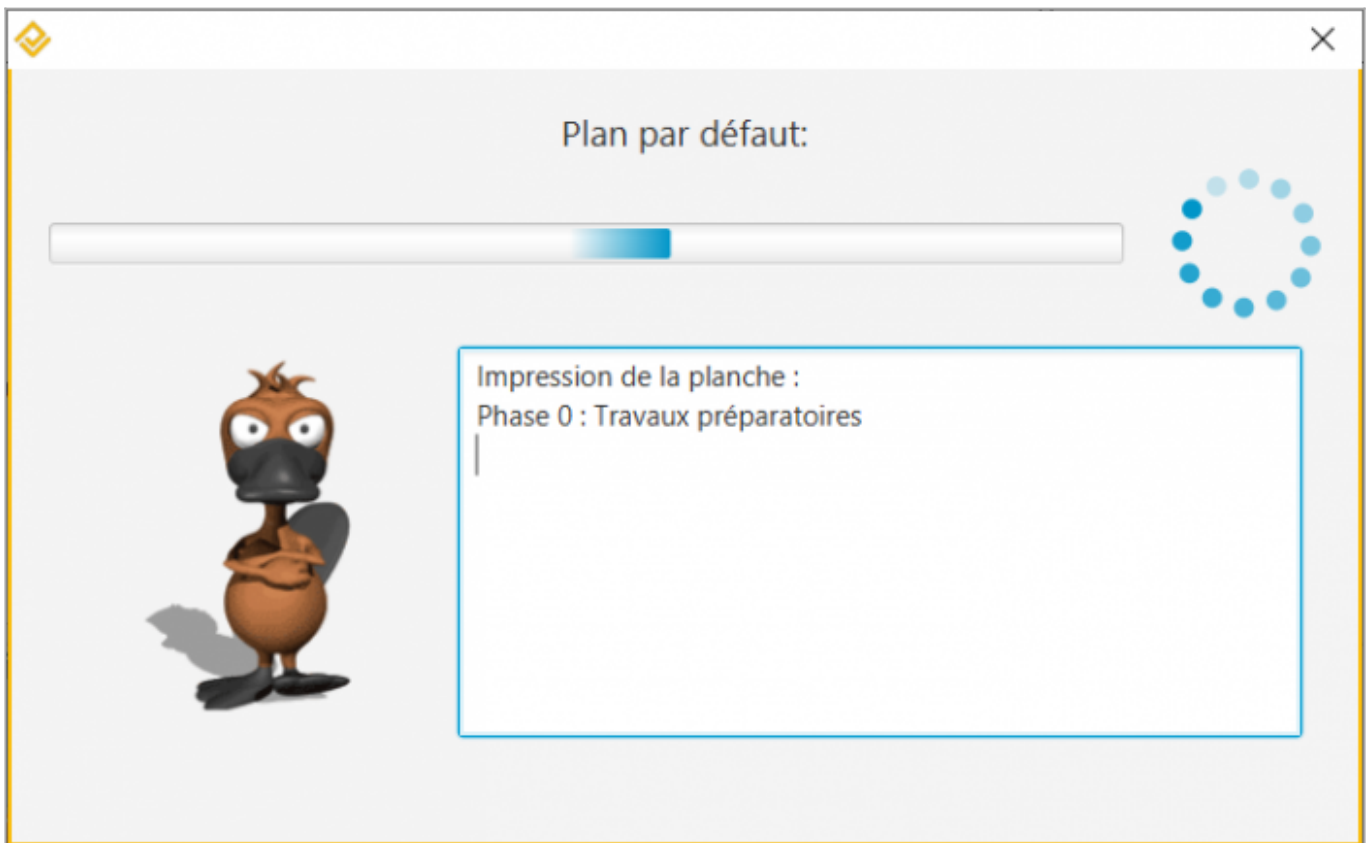 Plan par défaut:
Impression de la planche :
Phase 0 : Travaux préparatoires